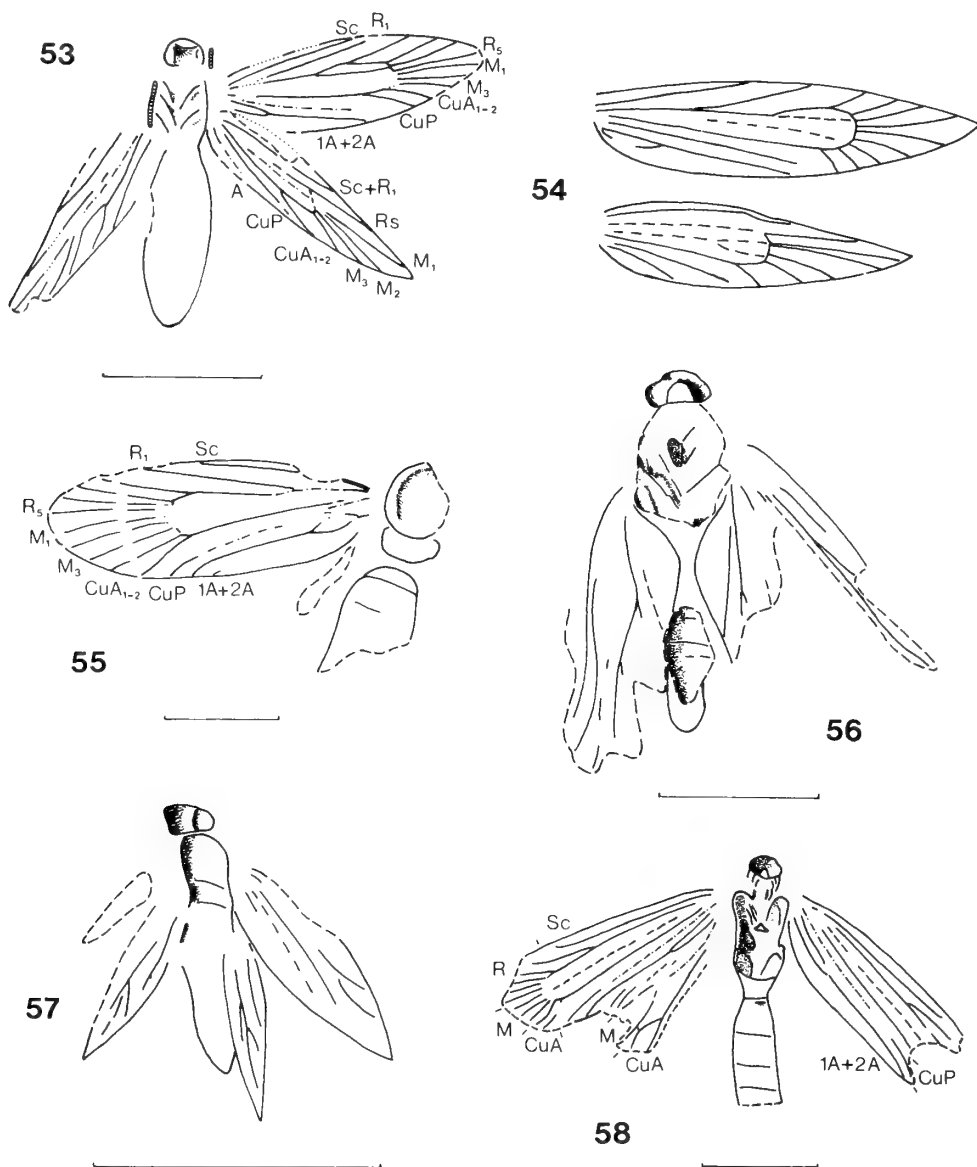 53
Sc R₁
R₅
M₁
M₃
CuA₁₋₂
CuP
1A+2A
Sc+R₁
Rs
M₁
M₂
M₃
CuA₁₋₂
CuP
A
54
R₁ Sc
R₅
M₁
M₃
CuA₁₋₂ CuP 1A+2A
55
56
57
Sc
R
M
CuA
M
CuA
1A+2A
CuP
58